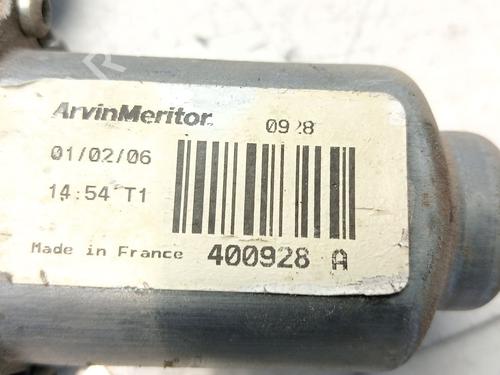 ArvinMeritor 0928
01/02/06
14:54 T1
Made in France 400928 A